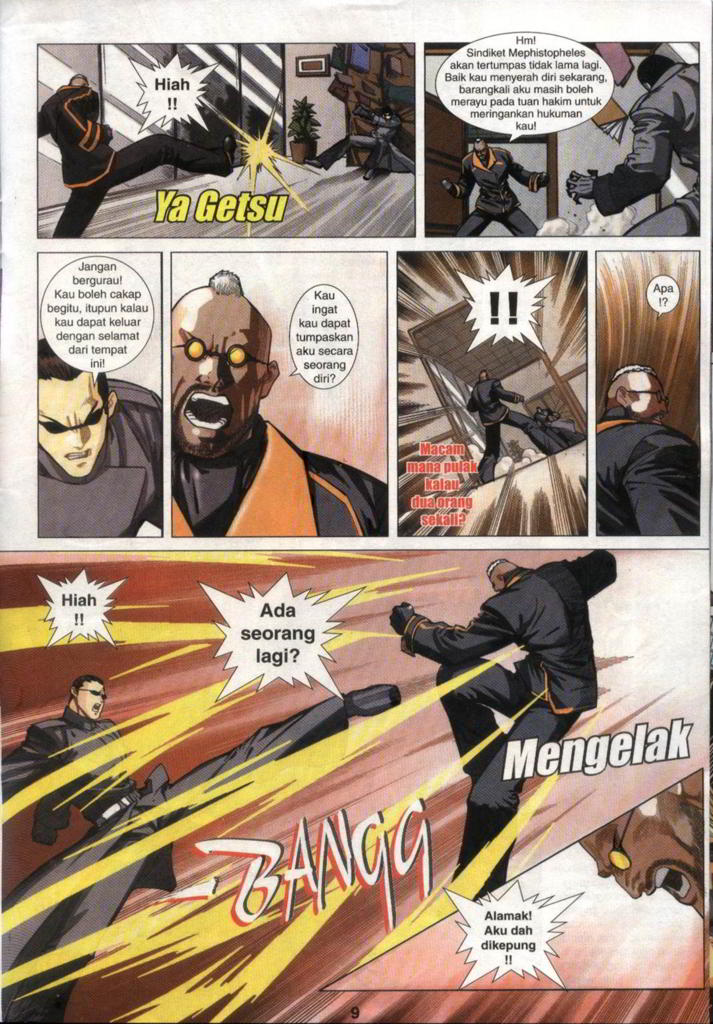 Hiah
!!
Ya Getsu
Hm!
Sindiket Mephistopheles
akan tertumpas tidak lama lagi.
Baik kau menyerah diri sekarang,
barangkali aku masih boleh
merayu pada tuan hakim untuk
meringankan hukuman
kau!
Jangan
bergurau!
Kau boleh cakap
begitu, itupun kalau
kau dapat keluar
dengan selamat
dari tempat
ini!
Kau
ingat
kau dapat
tumpaskan
aku secara
seorang
diri?
!!
Macam
mana pulak
kalau
dua orang
sekali?
Apa
!?
Hiah
!!
Ada
seorang
lagi?
Mengelak
BANGG
Alamak!
Aku dah
dikepung
!!
9